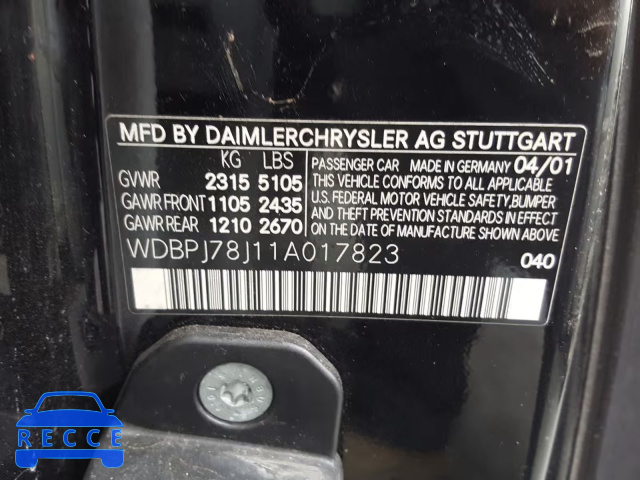 MFD BY DAIMLERCHRYSLER AG STUTTGART
KG LBS
GVWR 2315 5105
GAWR FRONT 1105 2435
GAWR REAR 1210 2670
PASSENGER CAR MADE IN GERMANY 04/01
THIS VEHICLE CONFORMS TO ALL APPLICABLE
U.S. FEDERAL MOTOR VEHICLE SAFETY, BUMPER
AND THEFT PREVENTION STANDARDS IN EFFECT
ON THE DATE OF MANUFACTURE SHOWN ABOVE.
WDBPJ78J11A017823
040
RECCE